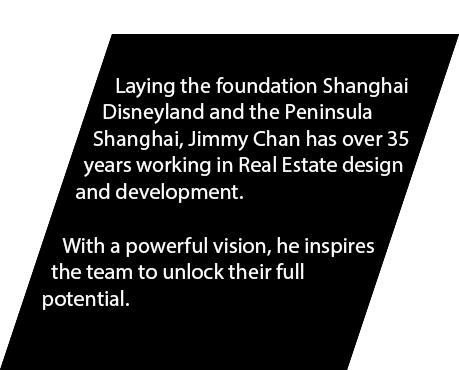 Laying the foundation Shanghai
Disneyland and the Peninsula
Shanghai, Jimmy Chan has over 35
years working in Real Estate design
and development.
With a powerful vision, he inspires
the team to unlock their full
potential.